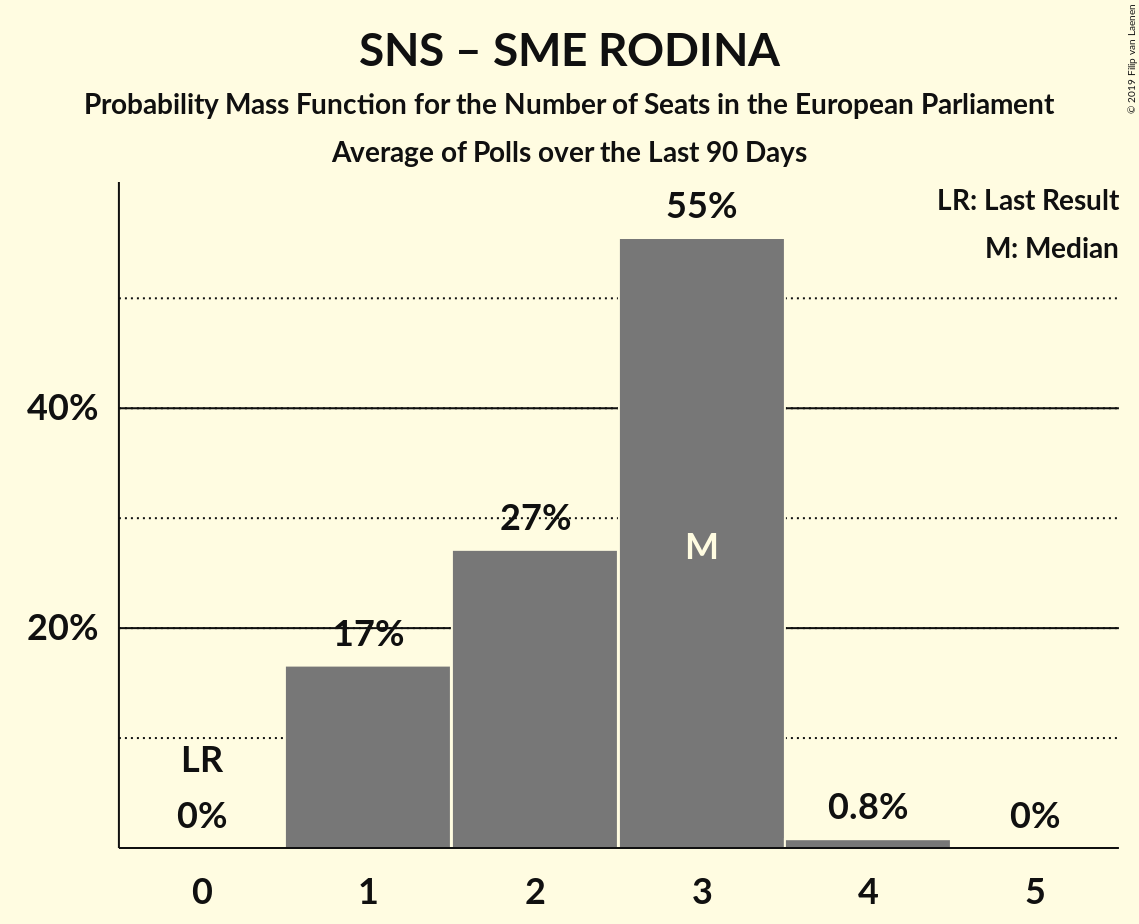 SNS – SME RODINA
Probability Mass Function for the Number of Seats in the European Parliament
Average of Polls over the Last 90 Days
© 2019 Filip van Laenen
LR: Last Result
M: Median
55%
40%
27%
M
20%
17%
LR
0%
0.8%
0%
0 1 2 3 4 5